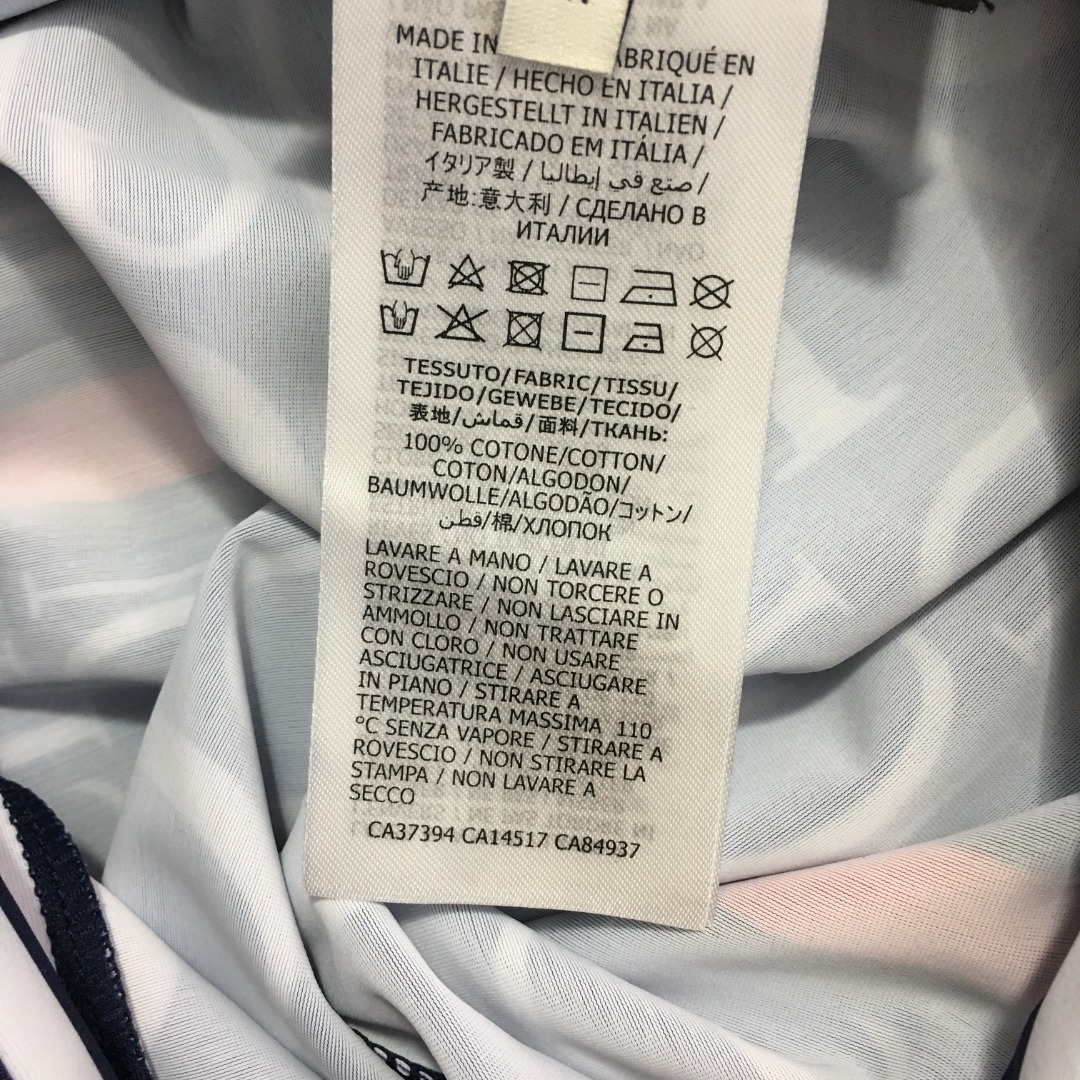 MADE IN ABRIQUÉ EN
ITALIE / HECHO EN ITALIA /
HERGESTELLT IN ITALIEN /
FABRICADO EM ITÁLIA /
イタリア製 / صنع في إيطاليا /
产地:意大利 / СДЕЛАНО В
ИТАЛИИ
TESSUTO/FABRIC/TISSU/
TEJIDO/GEWEBE/TECIDO/
表地/قماش/面料/ТКАНЬ:
100% COTONE/COTTON/
COTON/ALGODON/
BAUMWOLLE/ALGODÃO/コットン/
قطن/棉/ХЛОПОК
LAVARE A MANO / LAVARE A
ROVESCIO / NON TORCERE O
STRIZZARE / NON LASCIARE IN
AMMOLLO / NON TRATTARE
CON CLORO / NON USARE
ASCIUGATRICE / ASCIUGARE
IN PIANO / STIRARE A
TEMPERATURA MASSIMA 110
°C SENZA VAPORE / STIRARE A
ROVESCIO / NON STIRARE LA
STAMPA / NON LAVARE A
SECCO
CA37394 CA14517 CA84937